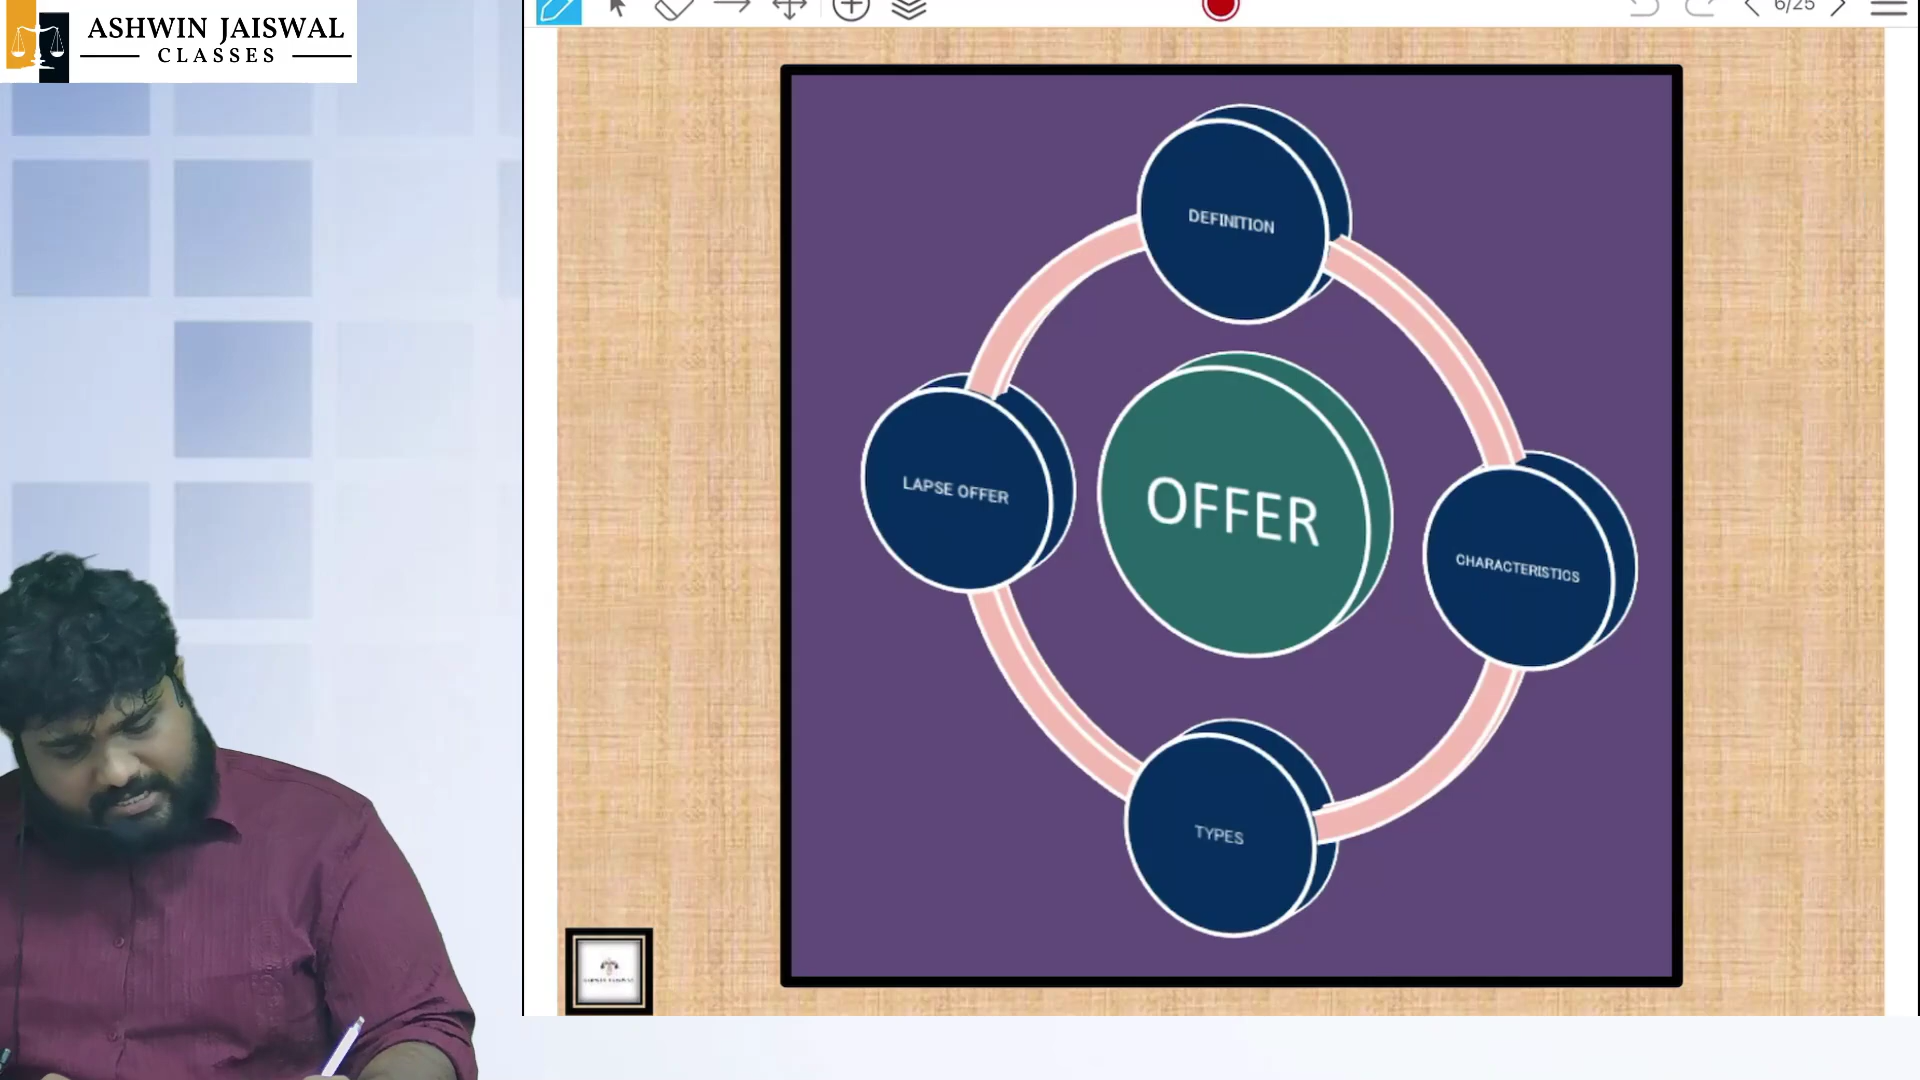 ASHWIN JAISWAL
CLASSES
6/25
DEFINITION
LAPSE OFFER
OFFER
CHARACTERISTICS
TYPES